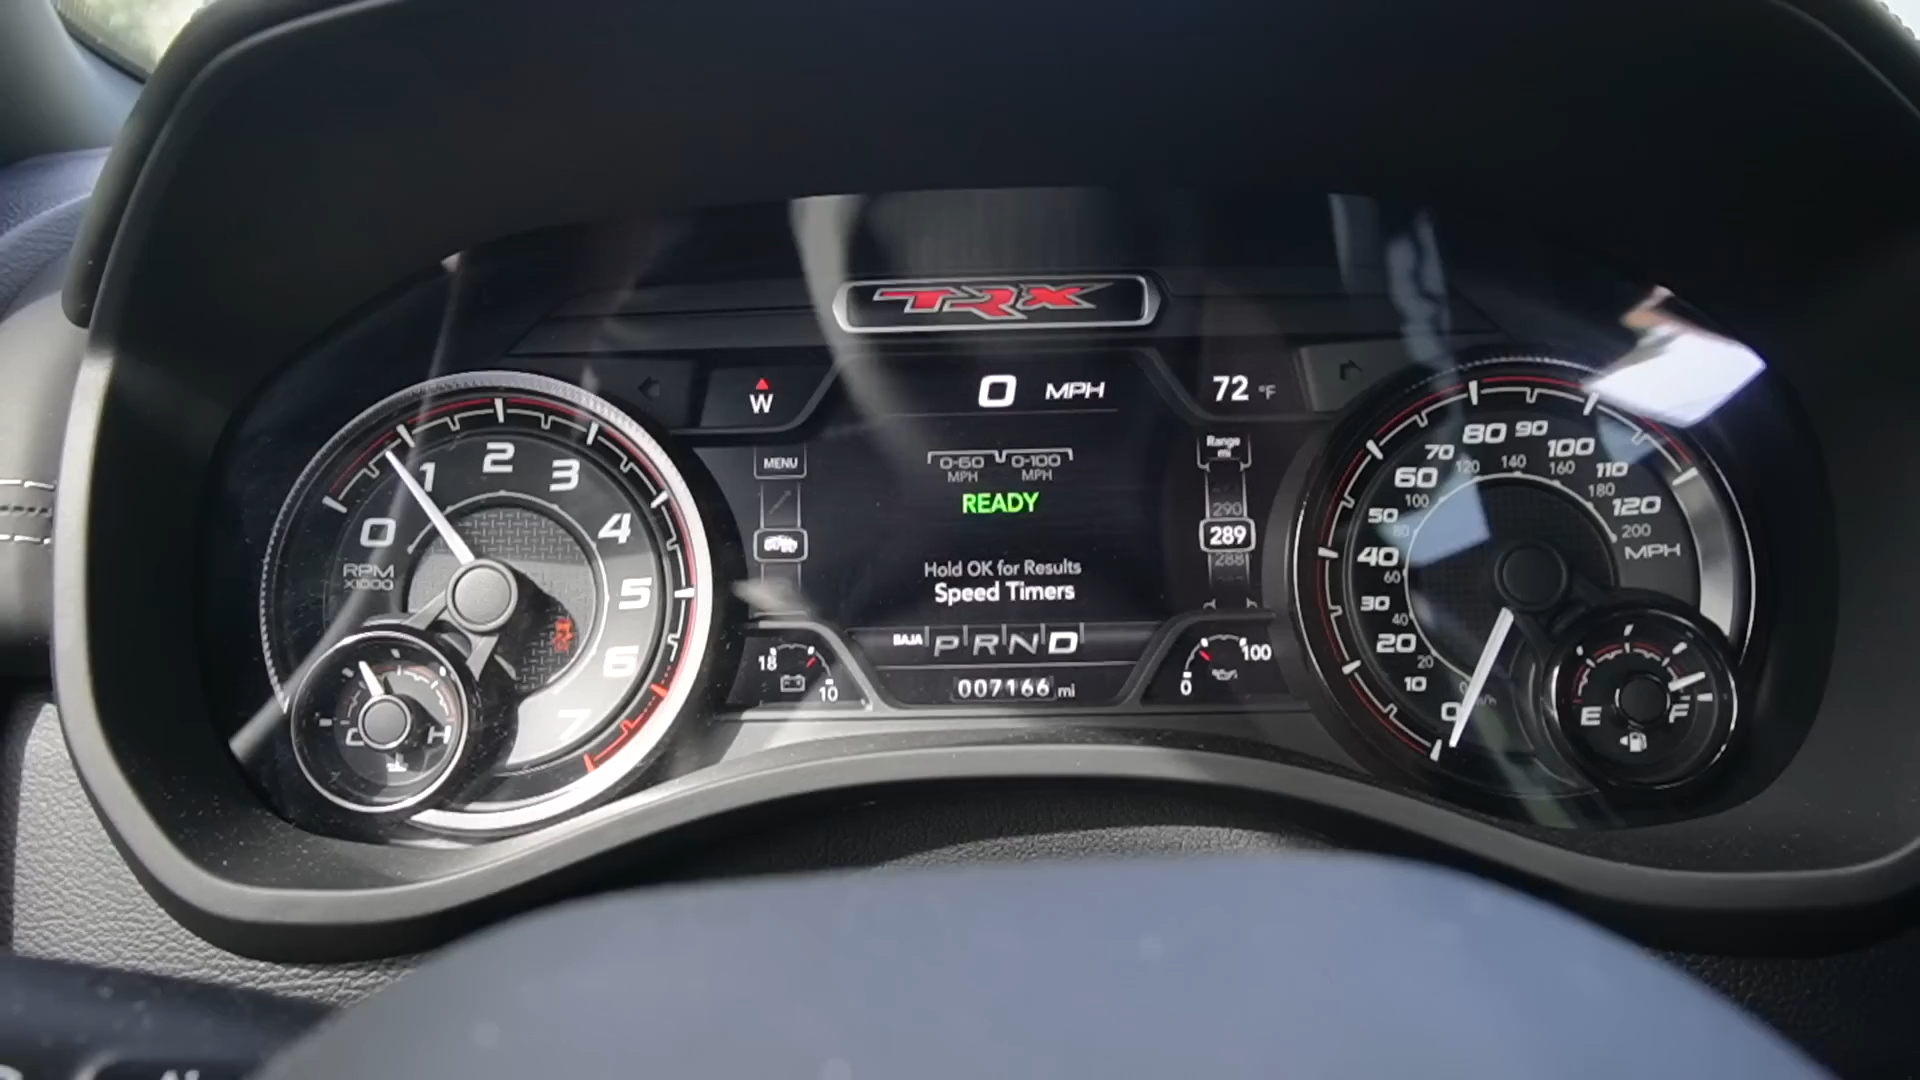 TRX
W
0 MPH
72 °F
MENU
0-60 MPH
0-100 MPH
READY
Hold OK for Results
Speed Timers
Range
mi
290
289
288
BAJA P R N D
007166 mi
18
10
0
100
0
1
2
3
4
5
6
7
RPM
X1000
C
H
0
10
20
30
40
50
60
70
80
90
100
110
120
MPH
20
40
60
80
100
120
140
160
180
200
E
F